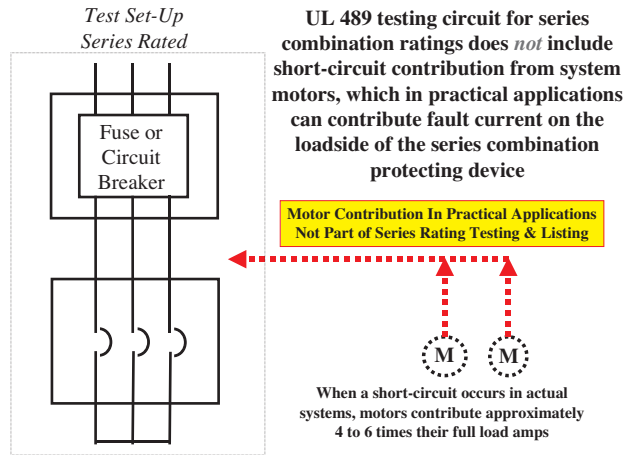 Test Set-Up
Series Rated
Fuse or
Circuit
Breaker
UL 489 testing circuit for series
combination ratings does not include
short-circuit contribution from system
motors, which in practical applications
can contribute fault current on the
loadside of the series combination
protecting device
Motor Contribution In Practical Applications
Not Part of Series Rating Testing & Listing
M
M
When a short-circuit occurs in actual
systems, motors contribute approximately
4 to 6 times their full load amps